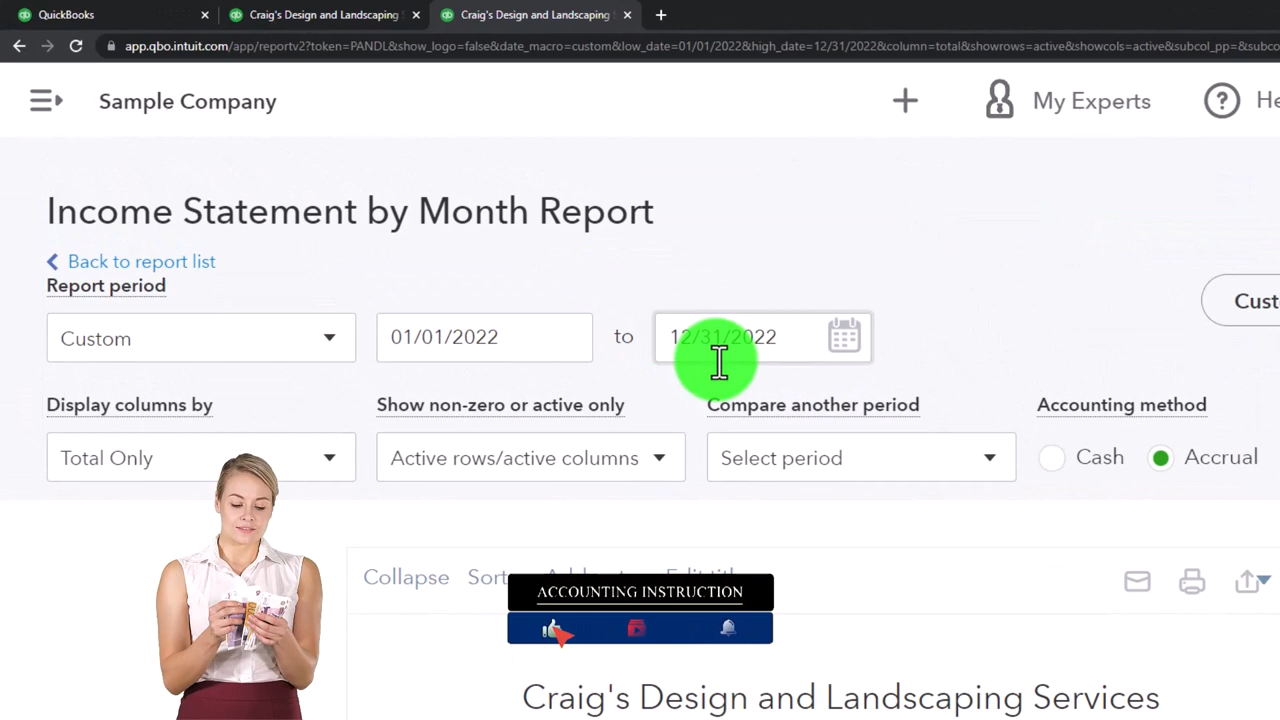 QuickBooks
Craig's Design and Landscaping
Craig's Design and Landscaping
app.qbo.intuit.com/app/reportv2?token=PANDL&show_logo=false&date_macro=custom&low_date=01/01/2022&high_date=12/31/2022&column=total&showrows=active&showcols=active&subcol_pp=&subco
Sample Company
My Experts
He
Income Statement by Month Report
Back to report list
Report period
Custom
01/01/2022
to
12/31/2022
Custo
Display columns by
Show non-zero or active only
Compare another period
Accounting method
Total Only
Active rows/active columns
Select period
Cash
Accrual
Collapse
Sort
ACCOUNTING INSTRUCTION
Craig's Design and Landscaping Services